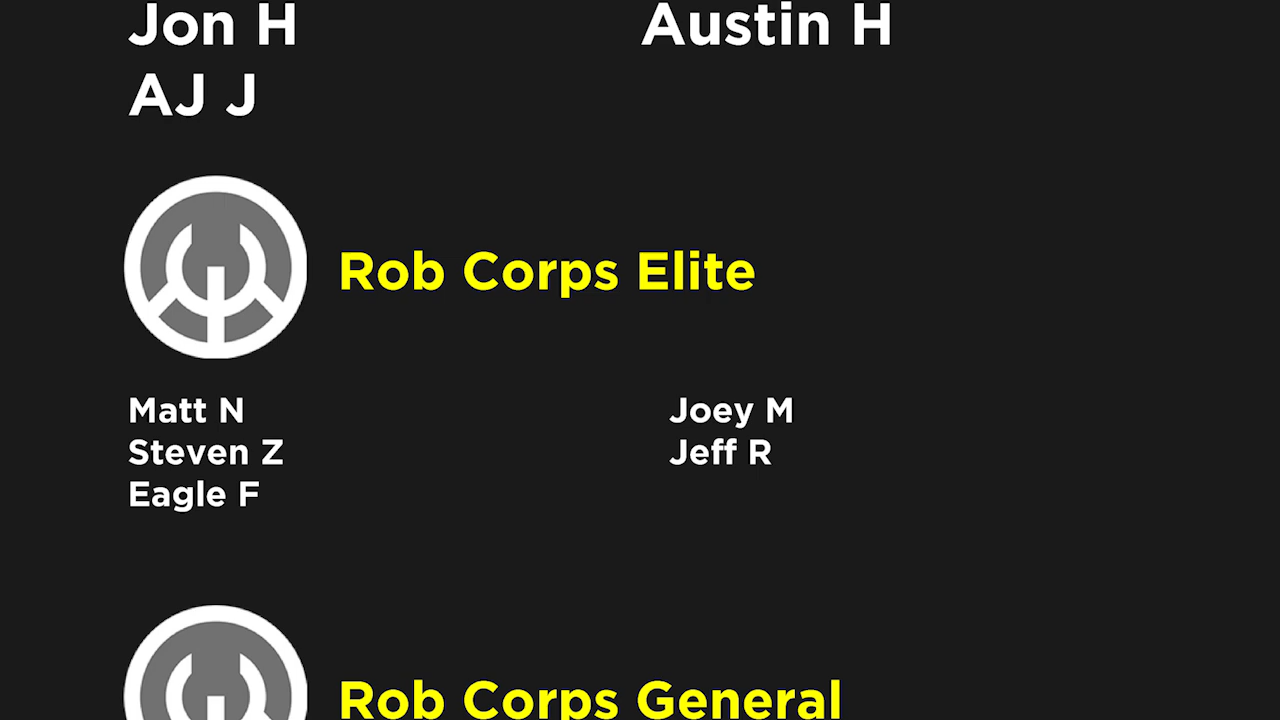 Jon H Austin H
AJ J
Rob Corps Elite
Matt N Joey M
Steven Z Jeff R
Eagle F
Rob Corps General